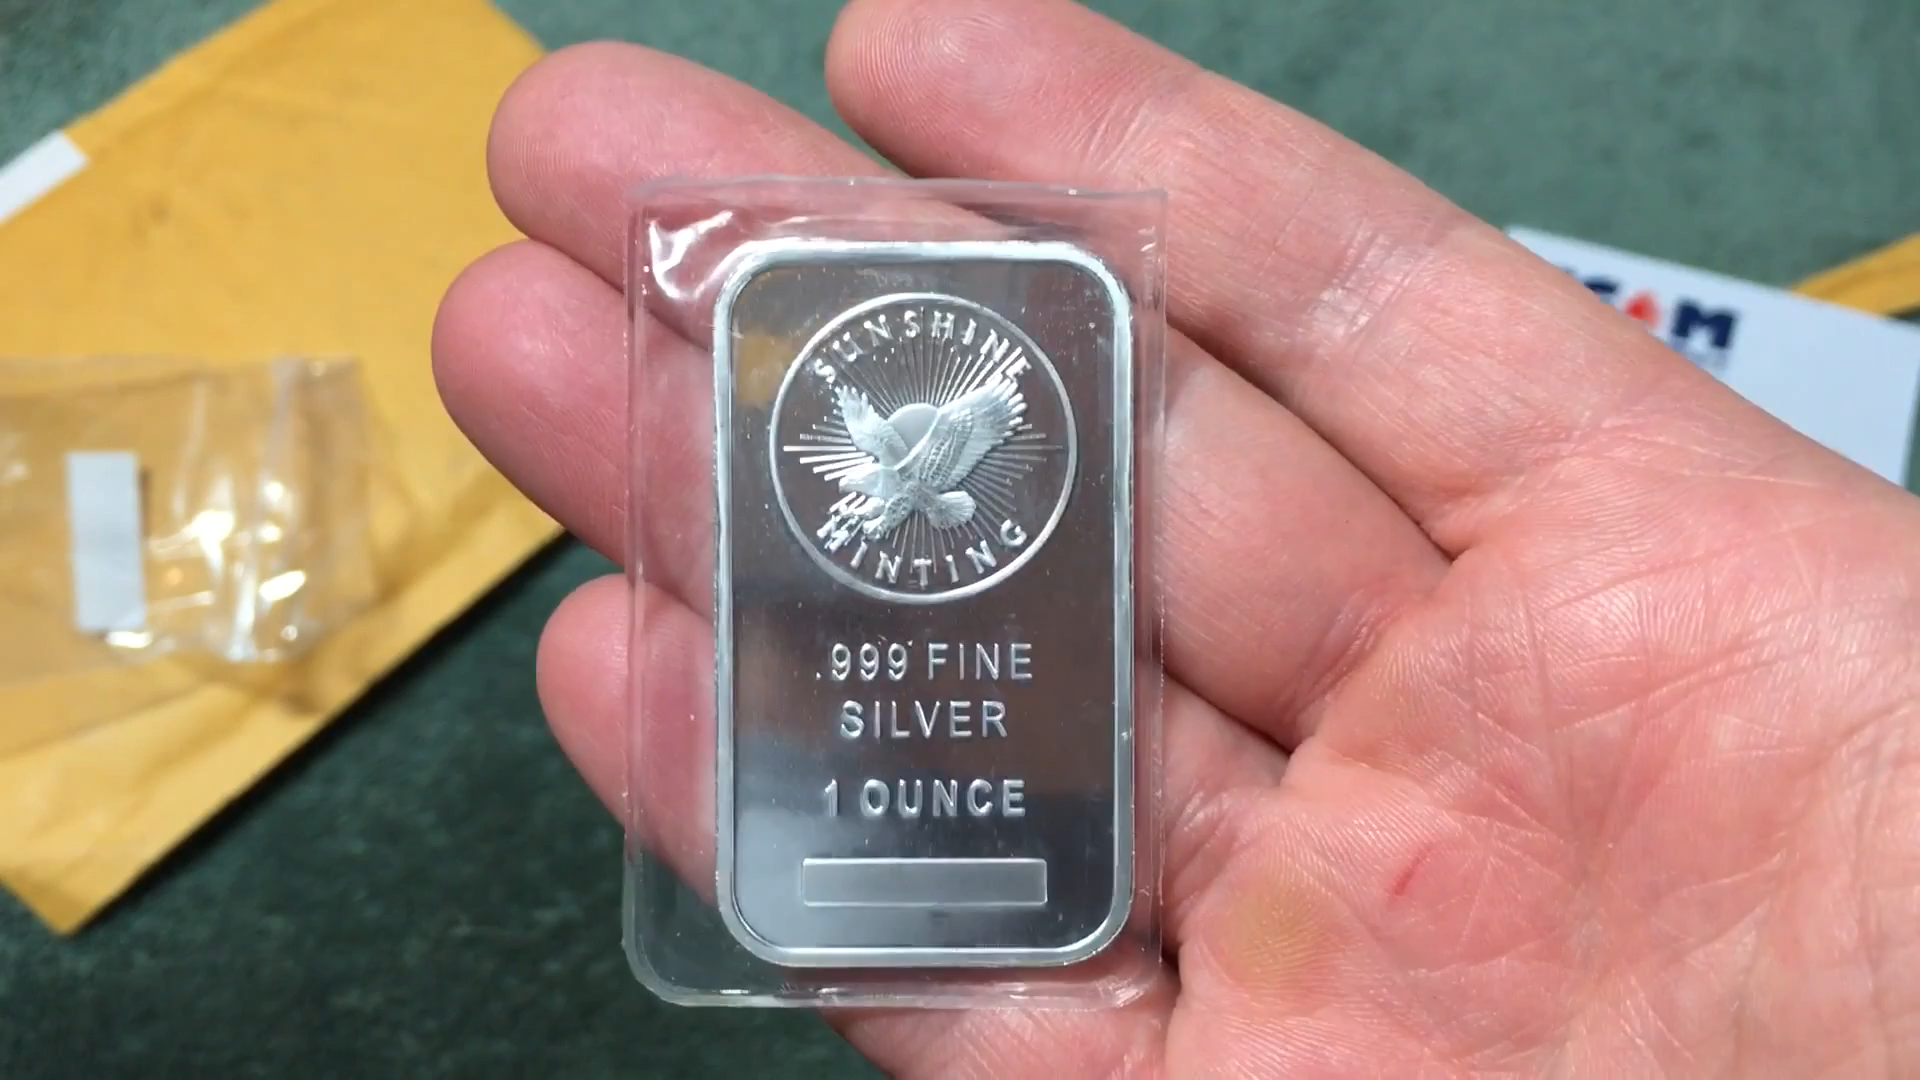 SUNSHINE
MINTING
.999 FINE
SILVER
1 OUNCE